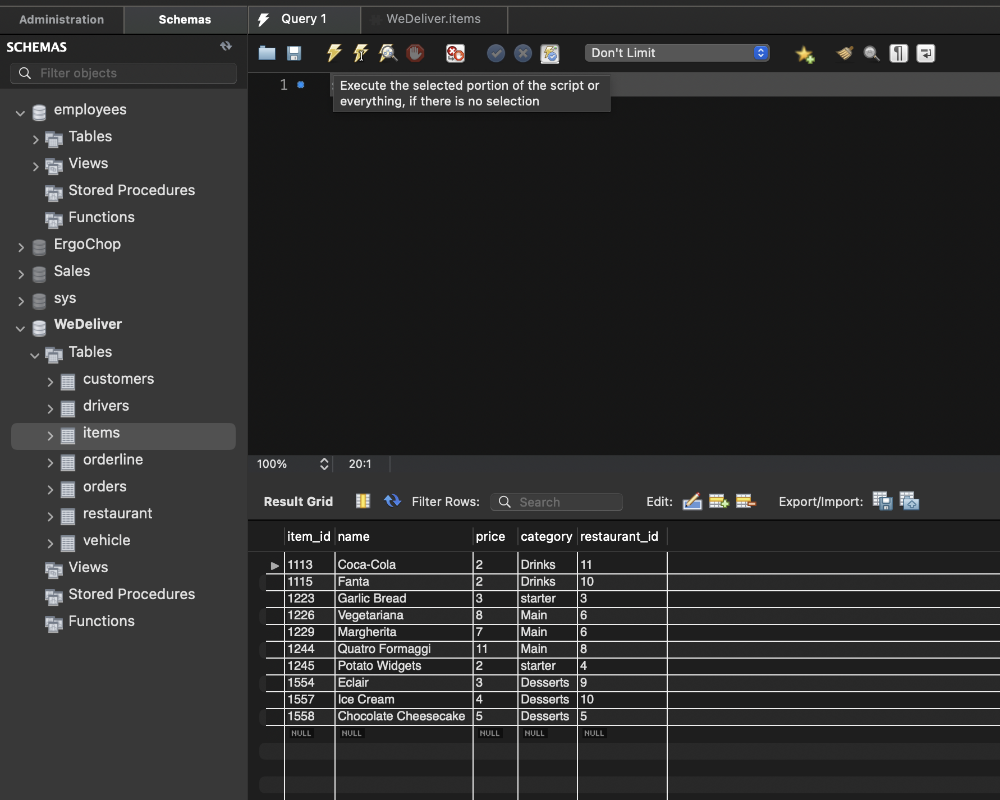 Administration
Schemas
Query 1
WeDeliver.items
SCHEMAS
Don't Limit
Filter objects
1
Execute the selected portion of the script or
everything, if there is no selection
employees
Tables
Views
Stored Procedures
Functions
ErgoChop
Sales
sys
WeDeliver
Tables
customers
drivers
items
orderline
orders
restaurant
vehicle
Views
Stored Procedures
Functions
100% 20:1
Result Grid Filter Rows: Search Edit: Export/Import:
item_id name price category restaurant_id
1113 Coca-Cola 2 Drinks 11
1115 Fanta 2 Drinks 10
1223 Garlic Bread 3 starter 3
1226 Vegetariana 8 Main 6
1229 Margherita 7 Main 6
1244 Quatro Formaggi 11 Main 8
1245 Potato Widgets 2 starter 4
1554 Eclair 3 Desserts 9
1557 Ice Cream 4 Desserts 10
1558 Chocolate Cheesecake 5 Desserts 5
NULL NULL NULL NULL NULL